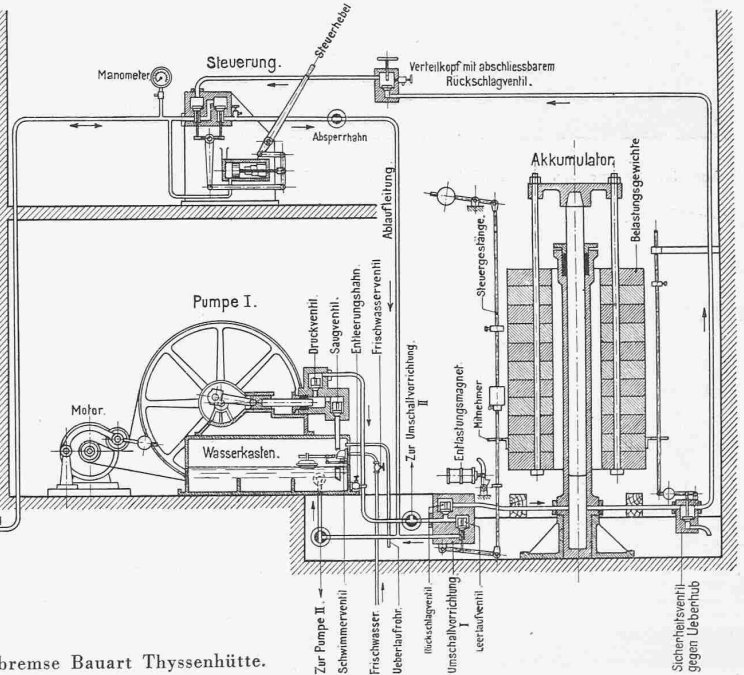 Steuerhebel
Steuerung.
Manometer
Verteilkopf mit abschliessbarem
Rückschlagventil.
Absperrhahn
Akkumulator.
Belastungsgewichte
Ablaufleitung
Steuergestänge.
Pumpe I.
Druckventil.
Saugventil.
Entleerungshahn.
Frischwasserventil
Zur Umschaltvorrichtung
II
Entlastungsmagnet.
Mitnehmer
Motor.
Wasserkasten.
Zur Pumpe II.
Schwimmerventil
Frischwasser.
Ueberlaufrohr.
Rückschlagventil
Umschaltvorrichtung
I
Leerlaufventil
Sicherheitsventil
gegen Uebenhub
bremse Bauart Thyssenhütte.